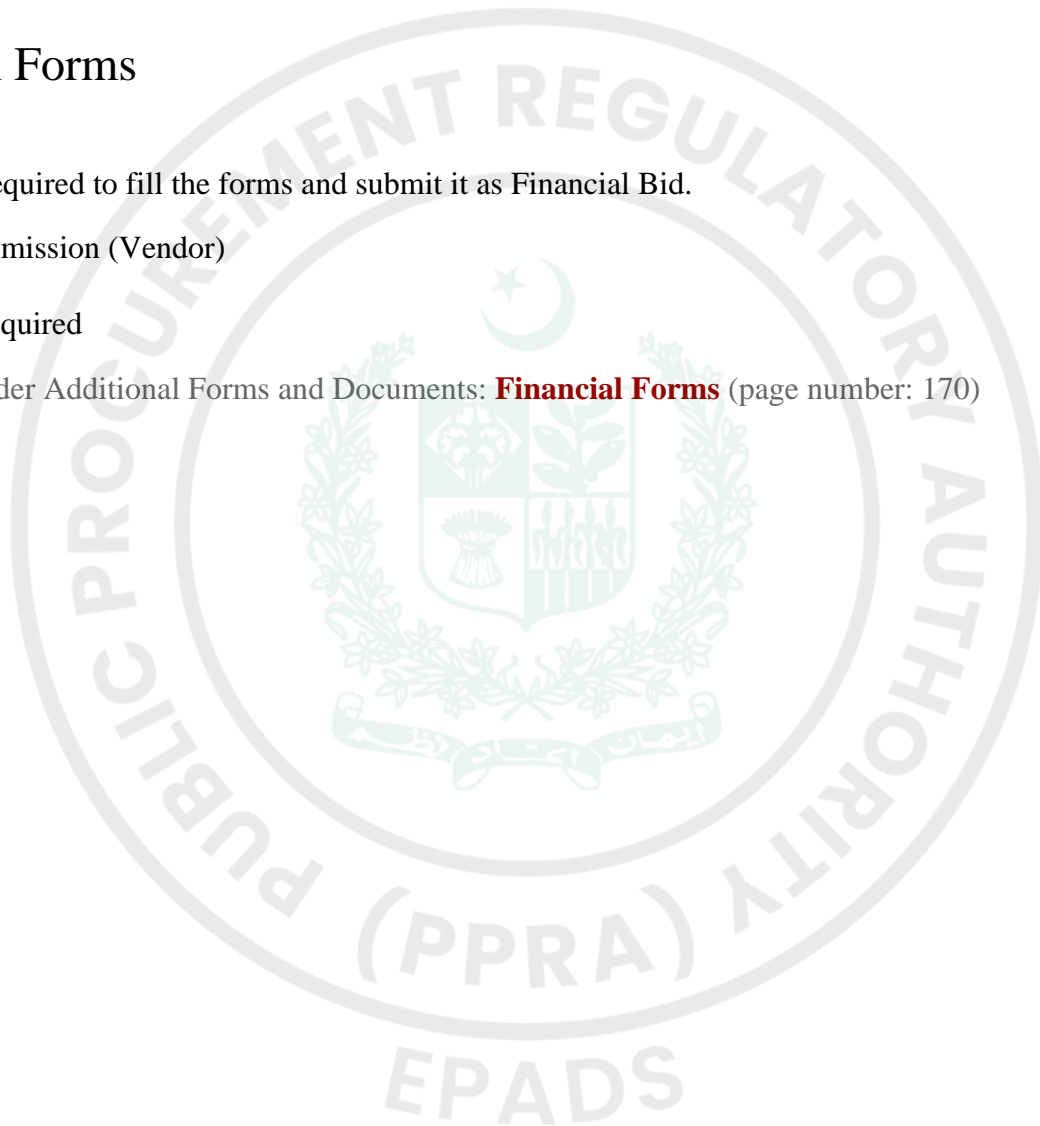 Forms
equired to fill the forms and submit it as Financial Bid.
mission (Vendor)
quired
der Additional Forms and Documents: Financial Forms (page number: 170)
PUBLIC PROCUREMENT REGULATORY AUTHORITY
(PPRA)
EPADS